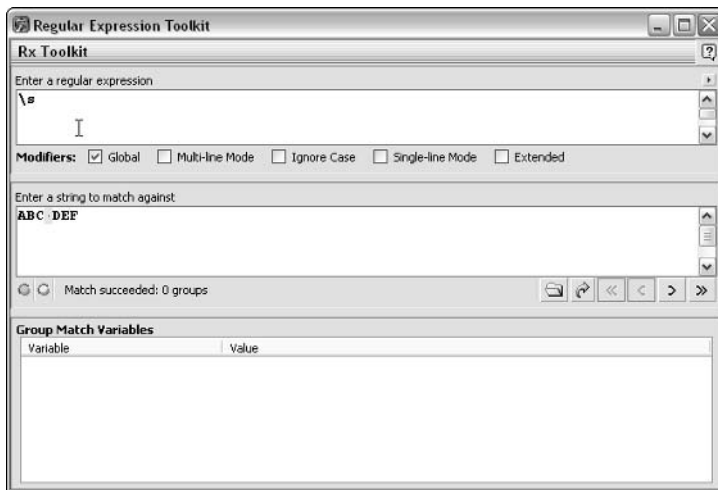 Regular Expression Toolkit
Rx Toolkit
Enter a regular expression
\s
Modifiers: Global Multi-line Mode Ignore Case Single-line Mode Extended
Enter a string to match against
ABC DEF
Match succeeded: 0 groups
Group Match Variables
Variable Value